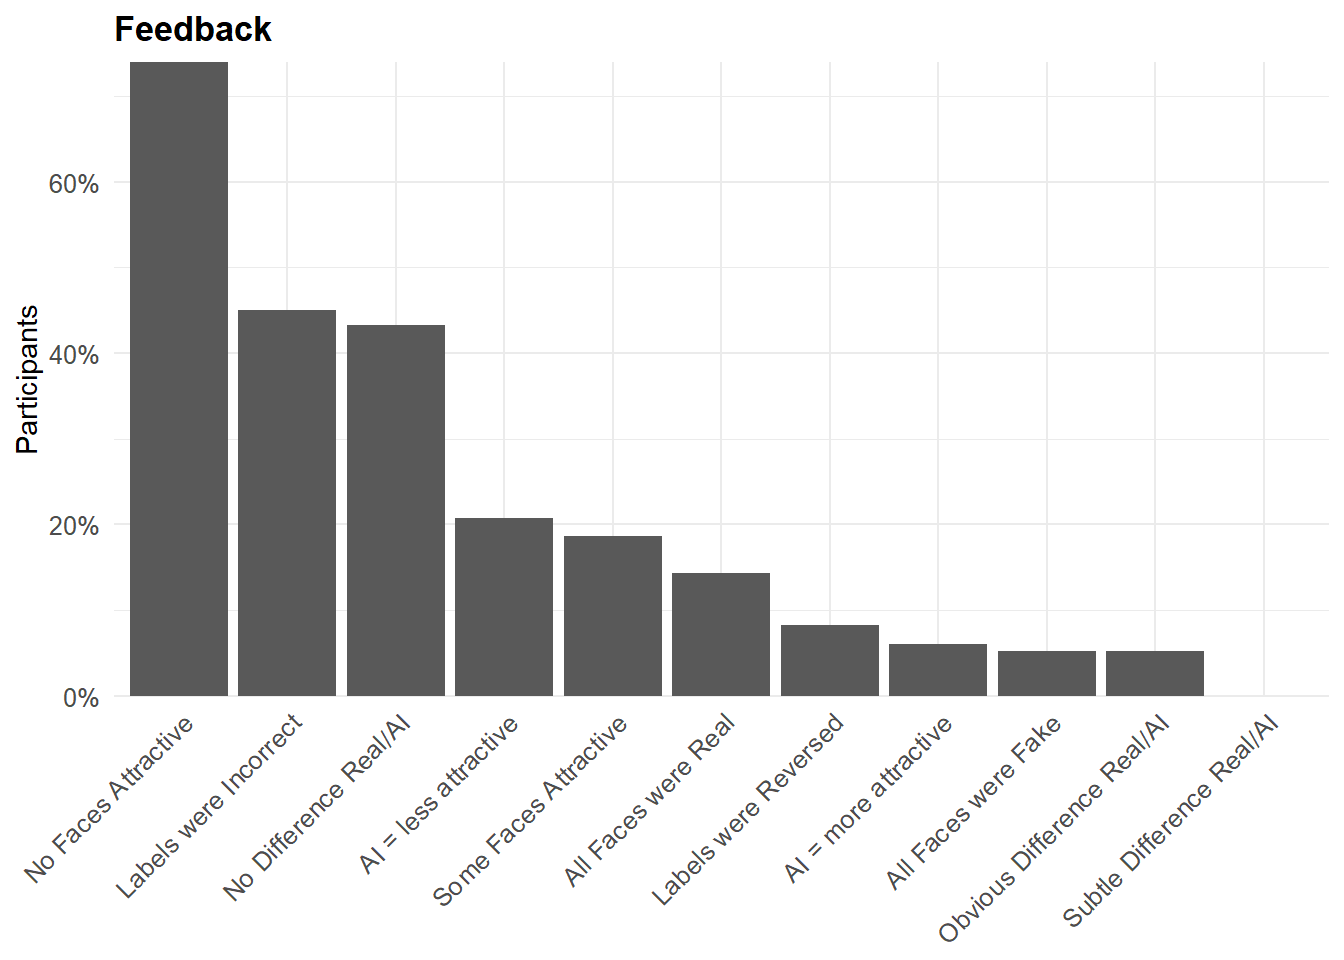 Feedback
Participants
60%
40%
20%
0%
No Faces Attractive
Labels were Incorrect
No Difference Real/AI
AI = less attractive
Some Faces Attractive
All Faces were Real
Labels were Reversed
AI = more attractive
All Faces were Fake
Obvious Difference Real/AI
Subtle Difference Real/AI